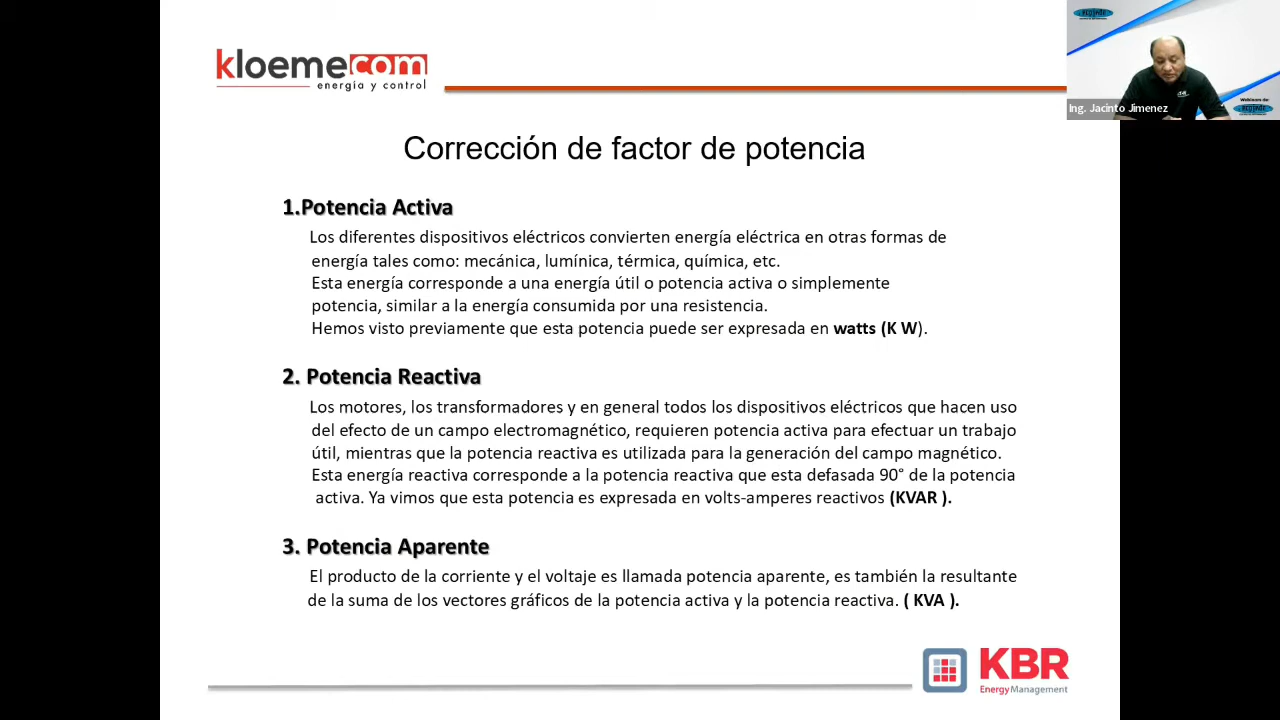 kloemecom
energía y control
Ing. Jacinto Jimenez
Corrección de factor de potencia
1.Potencia Activa
Los diferentes dispositivos eléctricos convierten energía eléctrica en otras formas de
energía tales como: mecánica, lumínica, térmica, química, etc.
Esta energía corresponde a una energía útil o potencia activa o simplemente
potencia, similar a la energía consumida por una resistencia.
Hemos visto previamente que esta potencia puede ser expresada en watts (K W).
2. Potencia Reactiva
Los motores, los transformadores y en general todos los dispositivos eléctricos que hacen uso
del efecto de un campo electromagnético, requieren potencia activa para efectuar un trabajo
útil, mientras que la potencia reactiva es utilizada para la generación del campo magnético.
Esta energía reactiva corresponde a la potencia reactiva que esta defasada 90° de la potencia
activa. Ya vimos que esta potencia es expresada en volts-amperes reactivos (KVAR ).
3. Potencia Aparente
El producto de la corriente y el voltaje es llamada potencia aparente, es también la resultante
de la suma de los vectores gráficos de la potencia activa y la potencia reactiva. ( KVA ).
KBR
Energy Management